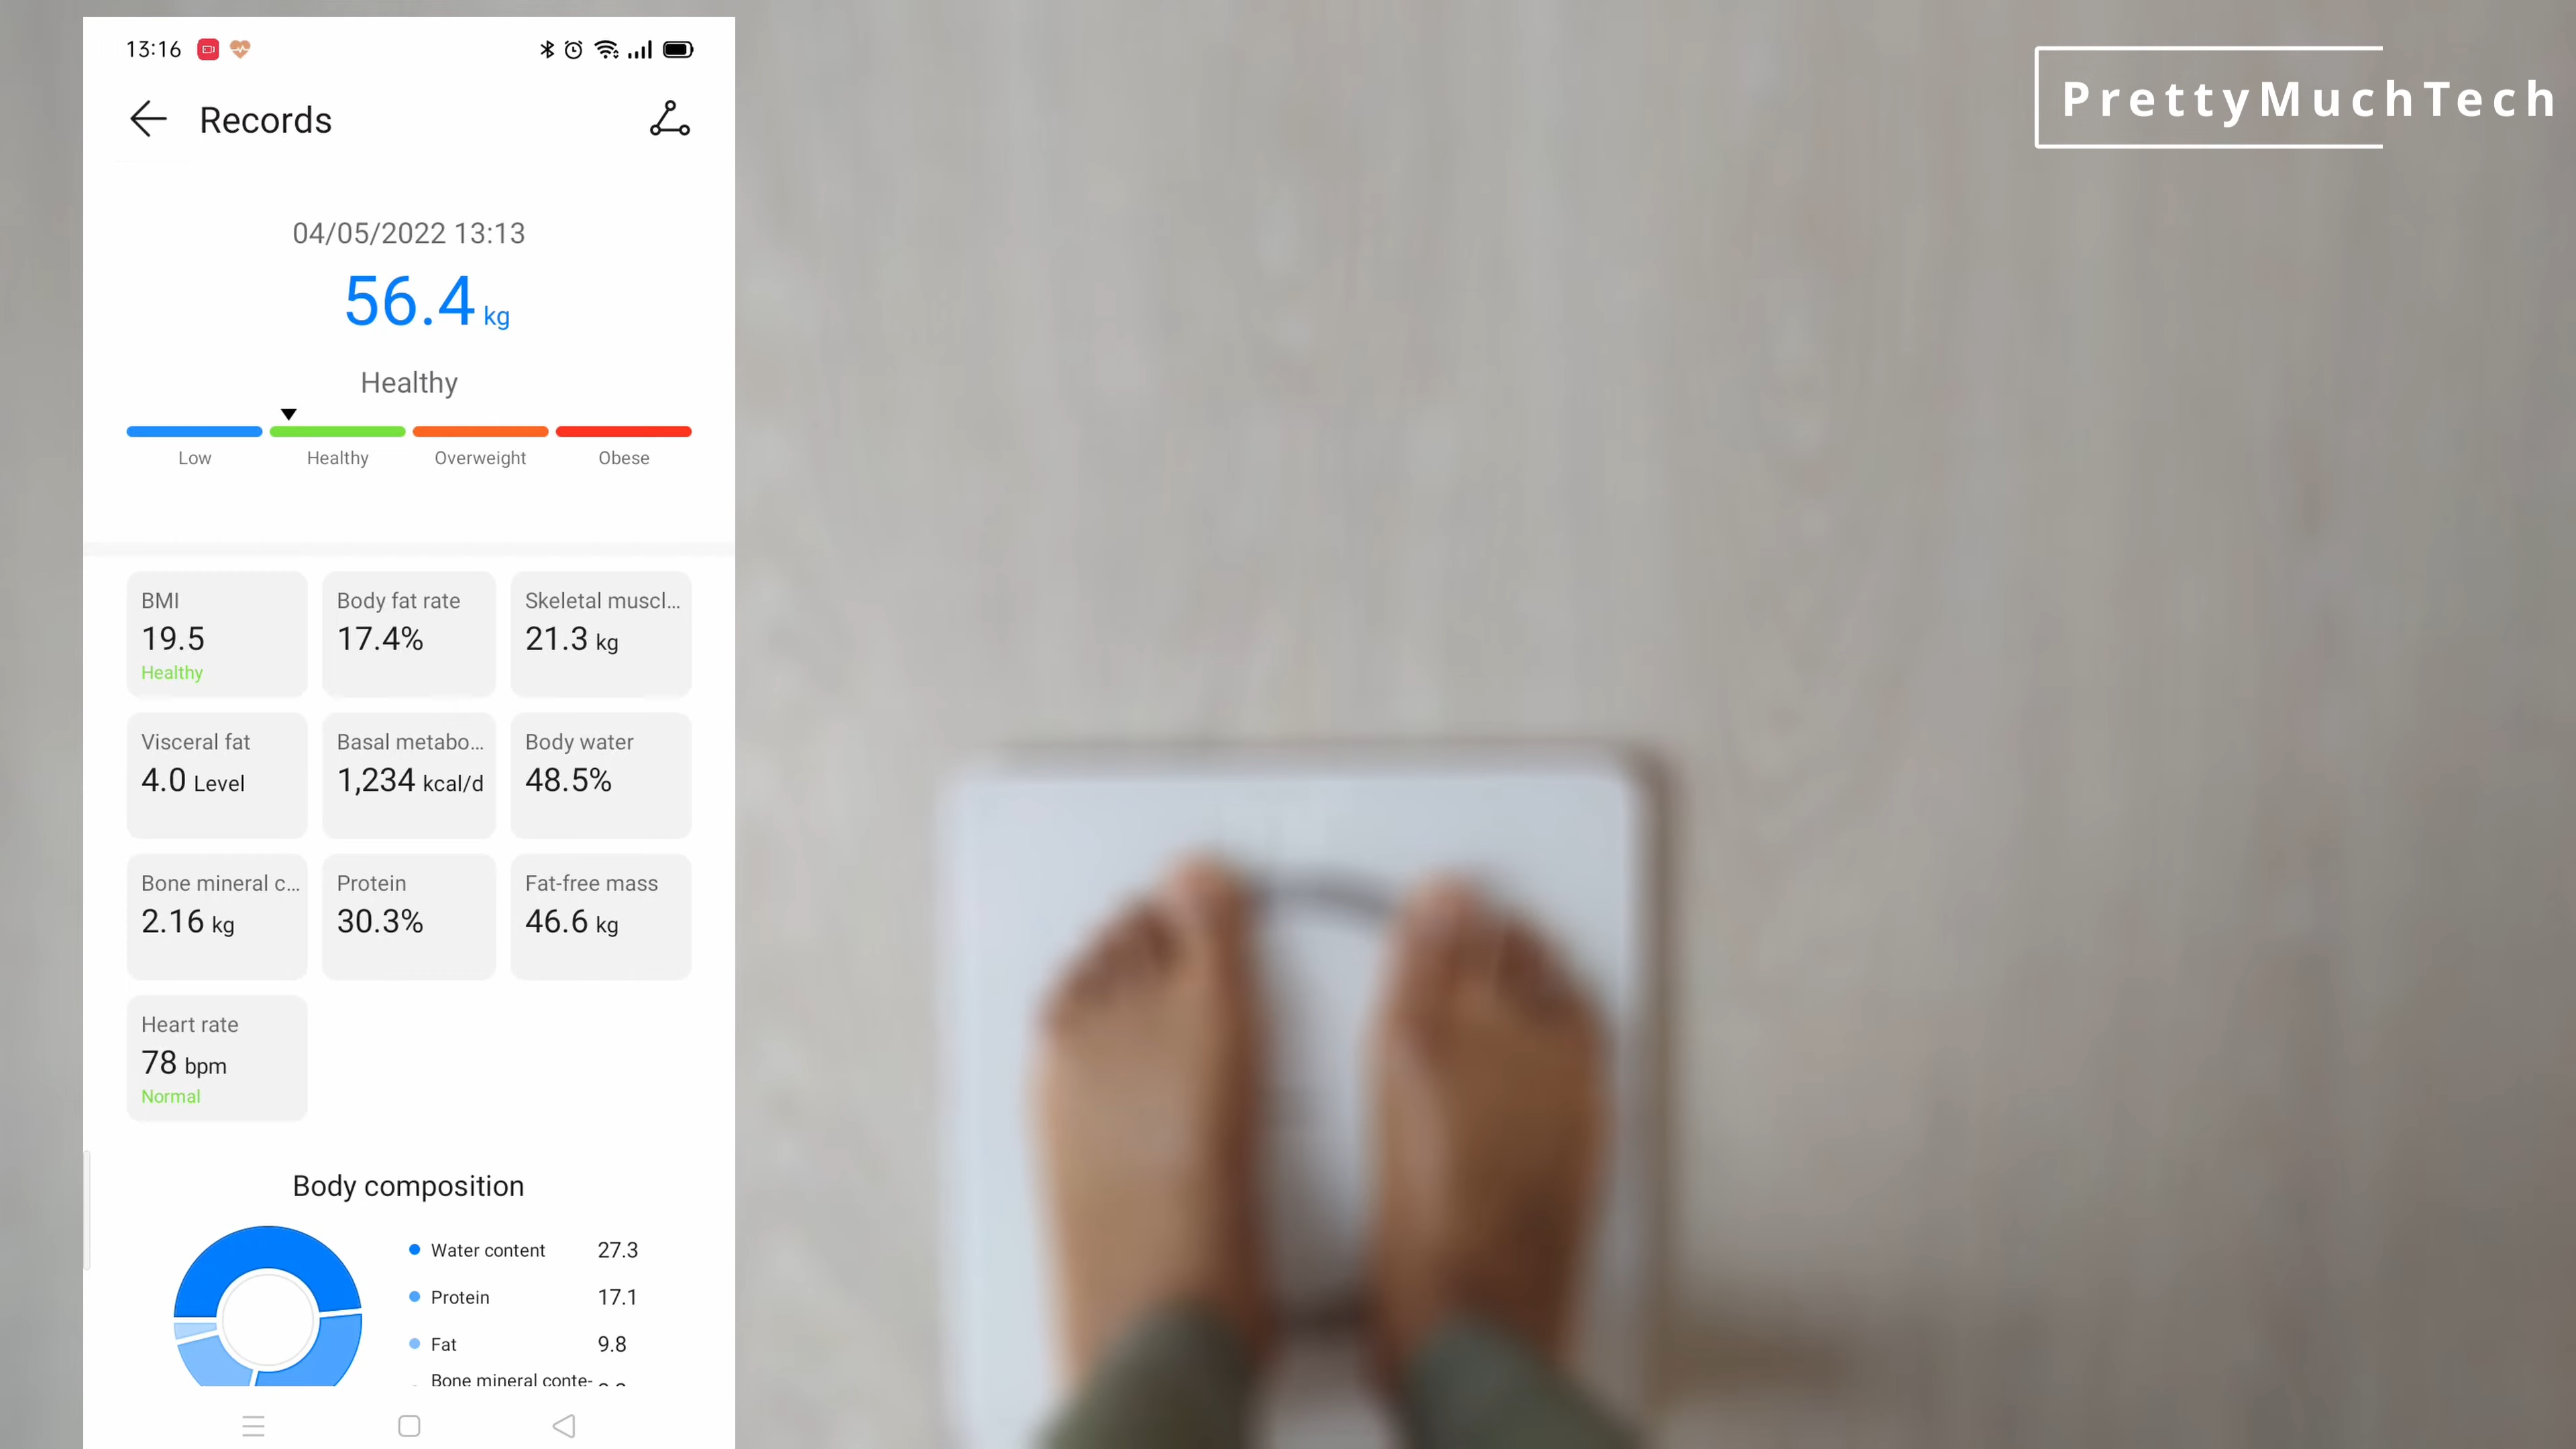 13:16
Records
04/05/2022 13:13
56.4 kg
Healthy
Low Healthy Overweight Obese
BMI
19.5
Healthy
Body fat rate
17.4%
Skeletal muscl...
21.3 kg
Visceral fat
4.0 Level
Basal metabo...
1,234 kcal/d
Body water
48.5%
Bone mineral c...
2.16 kg
Protein
30.3%
Fat-free mass
46.6 kg
Heart rate
78 bpm
Normal
Body composition
Water content 27.3
Protein 17.1
Fat 9.8
Bone mineral conte-
PrettyMuchTech